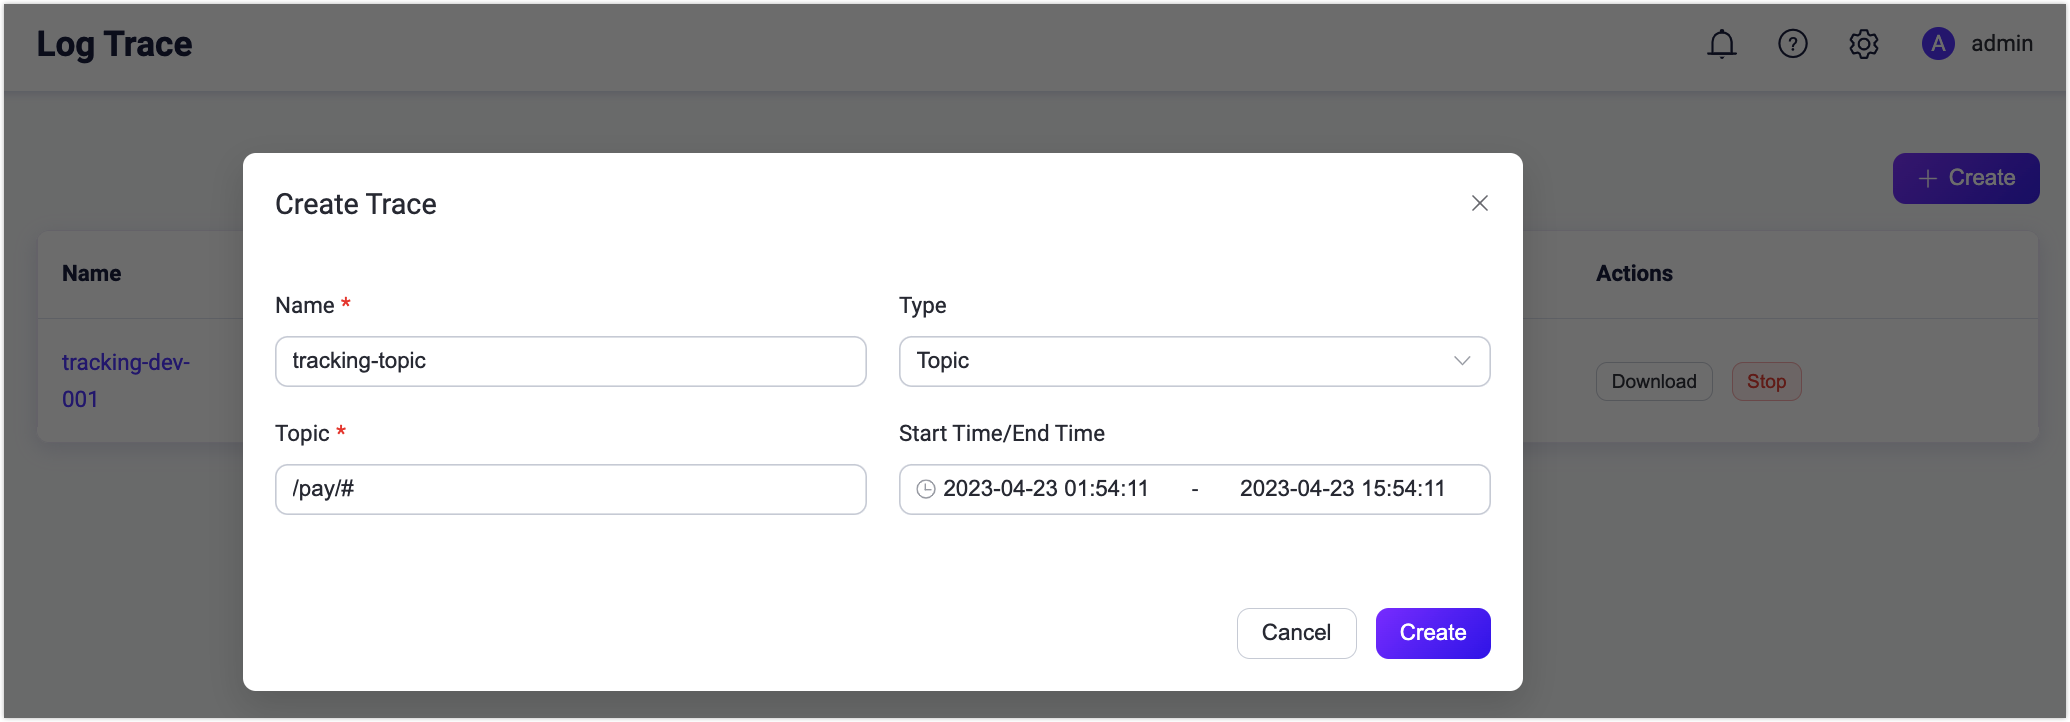 Log Trace
? A admin
+ Create
Create Trace
Name Actions
Name * Type
tracking-topic Topic
tracking-dev-
001
Download Stop
Topic * Start Time/End Time
/pay/# 2023-04-23 01:54:11 - 2023-04-23 15:54:11
Cancel Create